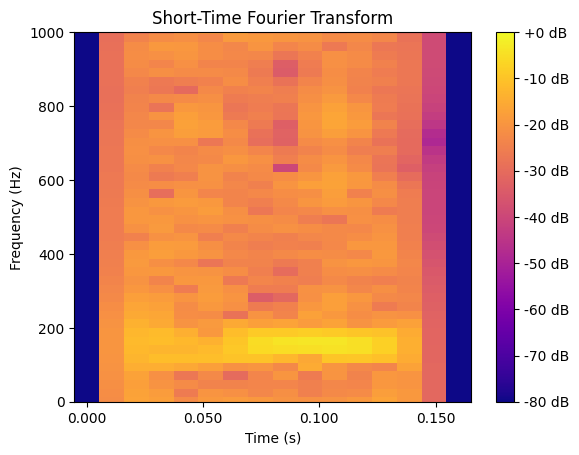 Short-Time Fourier Transform
Frequency (Hz)
1000
800
600
400
200
0
0.000
0.050
0.100
0.150
Time (s)
+0 dB
-10 dB
-20 dB
-30 dB
-40 dB
-50 dB
-60 dB
-70 dB
-80 dB